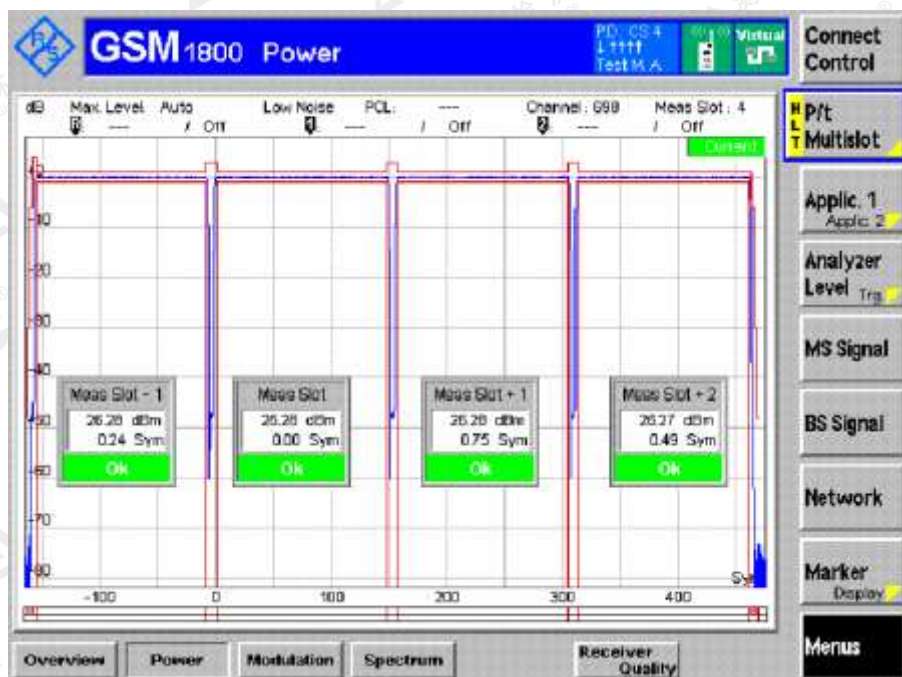 GSM 1800 Power
P.D. CS 4
Test M. A.
Virtual
Connect
Control
dB Max. Level Auto Low Noise PCL: --- Channel: 698 Meas Slot: 4
--- / Off --- / Off --- / Off
Current
H
L
T
P/t
Multislot
Applic. 1
Applic. 2
Analyzer
Level Trg.
MS Signal
BS Signal
Network
Marker
Display
Menus
-10
-20
-30
-40
-50
-60
-70
-80
Meas Slot - 1
26.28 dBm
0.24 Sym
Ok
Meas Slot
26.28 dBm
0.00 Sym
Ok
Meas Slot + 1
26.28 dBm
0.75 Sym
Ok
Meas Slot + 2
26.27 dBm
0.49 Sym
Ok
-100 0 100 200 300 400
Overview Power Modulation Spectrum Receiver
Quality